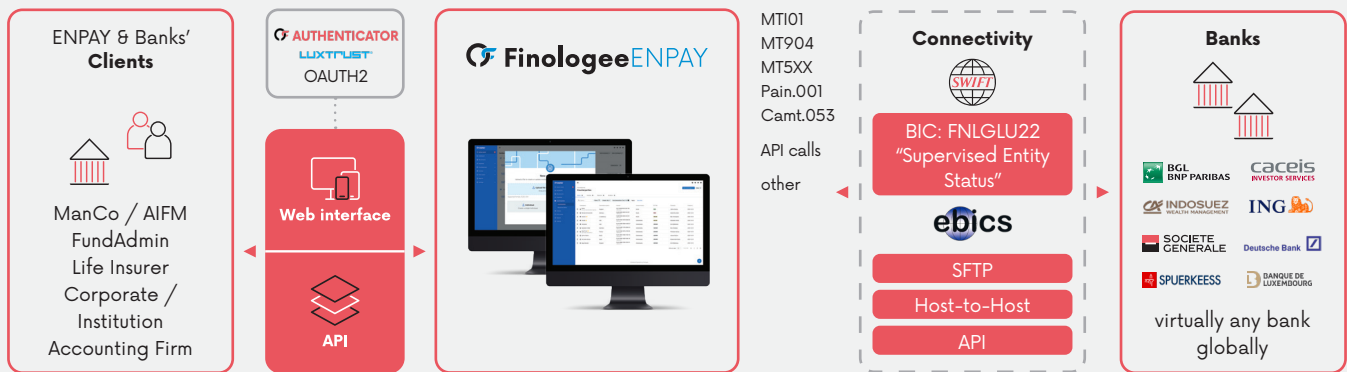 ENPAY & Banks'
Clients
ManCo / AIFM
FundAdmin
Life Insurer
Corporate /
Institution
Accounting Firm
AUTHENTICATOR
LUXTRUST
OAUTH2
Web interface
API
Finologee ENPAY
MT101
MT904
MT5XX
Pain.001
Camt.053
API calls
other
Connectivity
SWIFT
BIC: FNLGLU22
“Supervised Entity
Status”
ebics
SFTP
Host-to-Host
API
Banks
BGL
BNP PARIBAS
caceis
INVESTOR SERVICES
CA INDOSUEZ
WEALTH MANAGEMENT
ING
SOCIETE
GENERALE
Deutsche Bank
SPUERKEESS
BANQUE DE
LUXEMBOURG
virtually any bank
globally